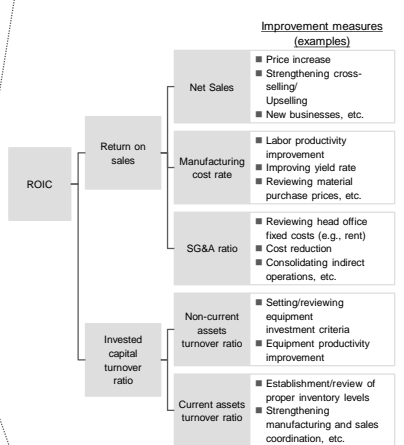 Improvement measures
(examples)
ROIC
Return on
sales
Net Sales
■ Price increase
■ Strengthening cross-
selling/
Upselling
■ New businesses, etc.
Manufacturing
cost rate
■ Labor productivity
improvement
■ Improving yield rate
■ Reviewing material
purchase prices, etc.
SG&A ratio
■ Reviewing head office
fixed costs (e.g., rent)
■ Cost reduction
■ Consolidating indirect
operations, etc.
Invested
capital
turnover
ratio
Non-current
assets
turnover ratio
■ Setting/reviewing
equipment
investment criteria
■ Equipment productivity
improvement
Current assets
turnover ratio
■ Establishment/review of
proper inventory levels
■ Strengthening
manufacturing and sales
coordination, etc.